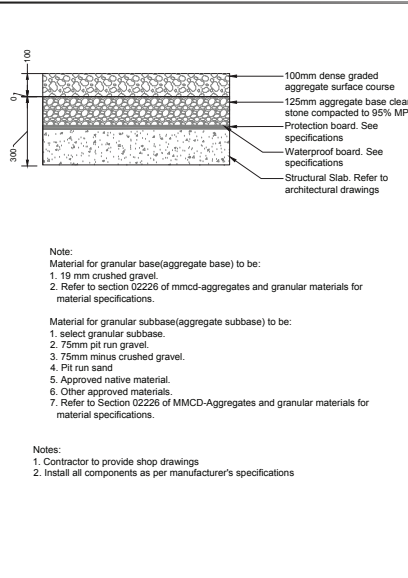 100
0
300
100mm dense graded
aggregate surface course
125mm aggregate base clear
stone compacted to 95% MP
Protection board. See
specifications
Waterproof board. See
specifications
Structural Slab. Refer to
architectural drawings
Note:
Material for granular base(aggregate base) to be:
1. 19 mm crushed gravel.
2. Refer to section 02226 of mmcd-aggregates and granular materials for
material specifications.
Material for granular subbase(aggregate subbase) to be:
1. select granular subbase.
2. 75mm pit run gravel.
3. 75mm minus crushed gravel.
4. Pit run sand
5. Approved native material.
6. Other approved materials.
7. Refer to Section 02226 of MMCD-Aggregates and granular materials for
material specifications.
Notes:
1. Contractor to provide shop drawings
2. Install all components as per manufacturer's specifications